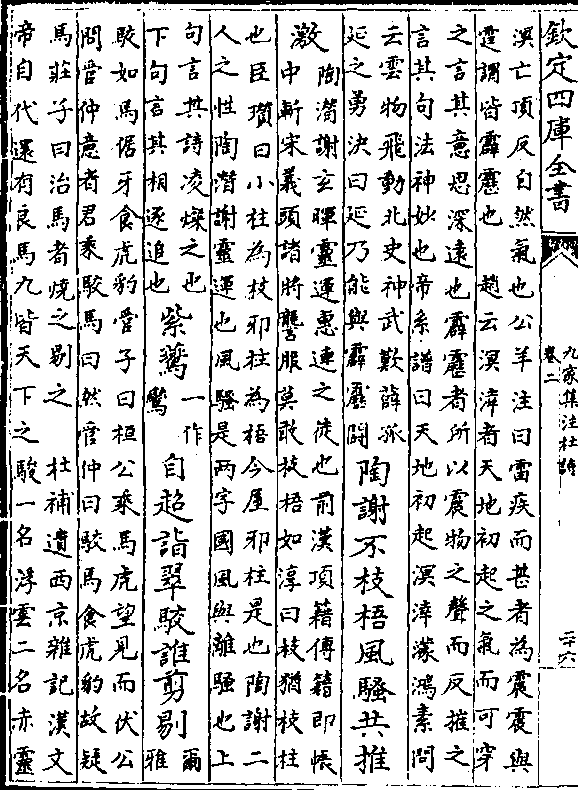 欽定四庫全書
九家集注杜詩
卷二
二十六
溟亡頂反自然氣也公羊注曰雷疾而甚者為震震與
霆謂皆霹靂也 趙云溟涬者天地初起之氣而可穿
之言其意思深遠也霹靂者所以震物之聲而反摧之
言其句法神妙也帝系譜曰天地初起溟涬濛鴻素問
云雲物飛動北史神武歎薛孤
延之勇決曰延乃能與霹靂鬪
陶謝不枝梧風騷共推
激
陶濳謝玄暉靈運惠連之徒也前漢項籍傳籍即帳
中斬宋義頭諸將讋服莫敢枝梧如淳曰枝猶枝柱
也臣瓚曰小柱為枝邪柱為梧今屋邪柱是也陶謝二
人之性陶潛謝靈運也風騷是兩字國風與離騷也上
句言其詩凌爍之也
下句言其相逐追也
紫鷰
一作
鸞
自超詣翠駮誰剪剔
爾
雅
駮如馬倨牙食虎豹管子曰桓公乘馬虎望見而伏公
問管仲意者君乘駮馬曰然管仲曰駮馬食虎豹故疑
馬莊子曰治馬者燒之剔之 杜補遺西京雜記漢文
帝自代還有良馬九皆天下之駿一名浮雲二名赤靈